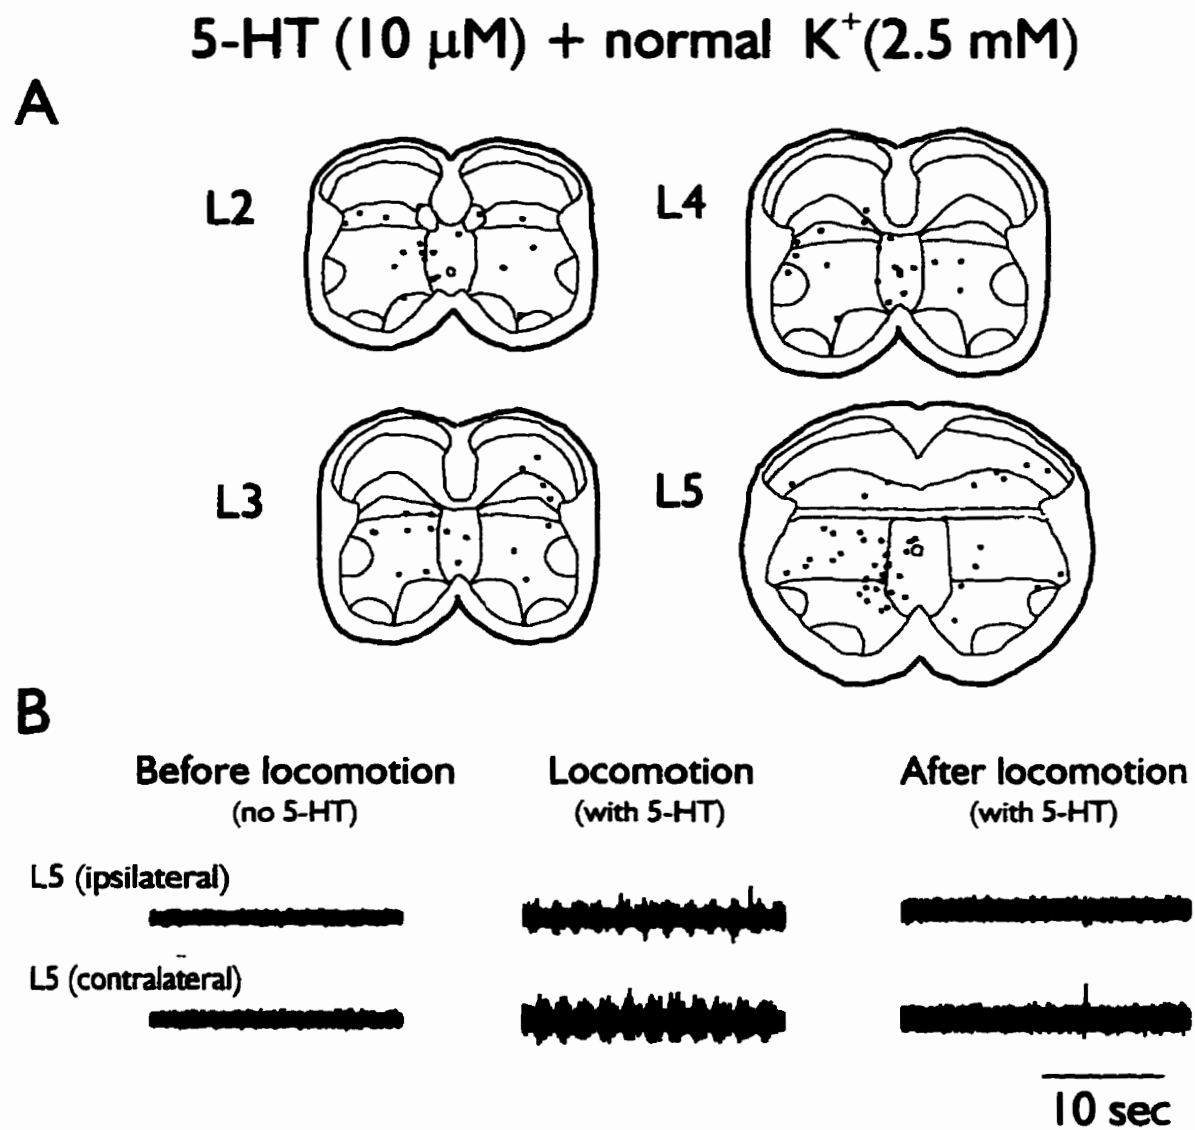 5-HT (10 μM) + normal K⁺(2.5 mM)
A
L2
L4
L3
L5
B
Before locomotion
(no 5-HT)
Locomotion
(with 5-HT)
After locomotion
(with 5-HT)
L5 (ipsilateral)
L5 (contralateral)
10 sec